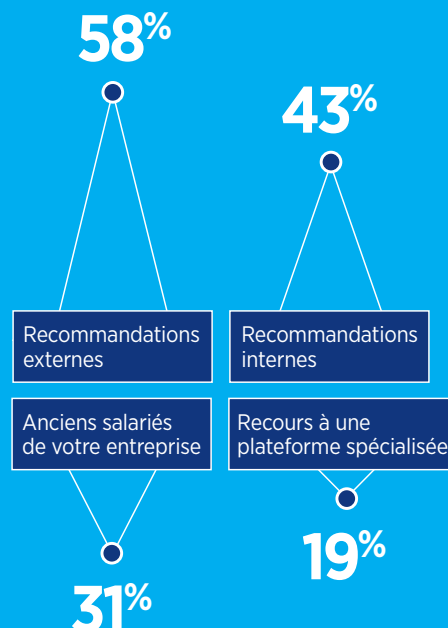 58%
43%
Recommandations
externes
Recommandations
internes
Anciens salariés
de votre entreprise
Recours à une
plateforme spécialisée
19%
31%